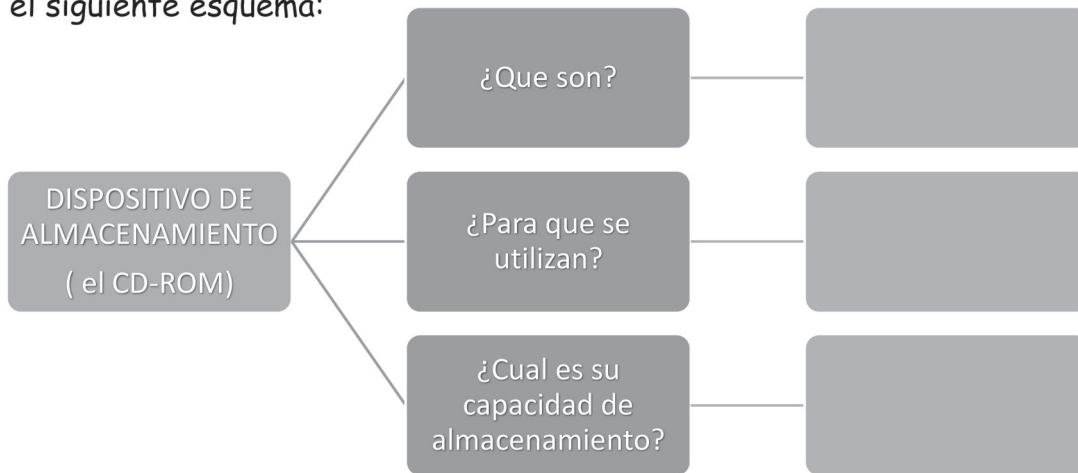 el siguiente esquema:
¿Que son?
DISPOSITIVO DE
ALMACENAMIENTO
( el CD-ROM)
¿Para que se
utilizan?
¿Cual es su
capacidad de
almacenamiento?